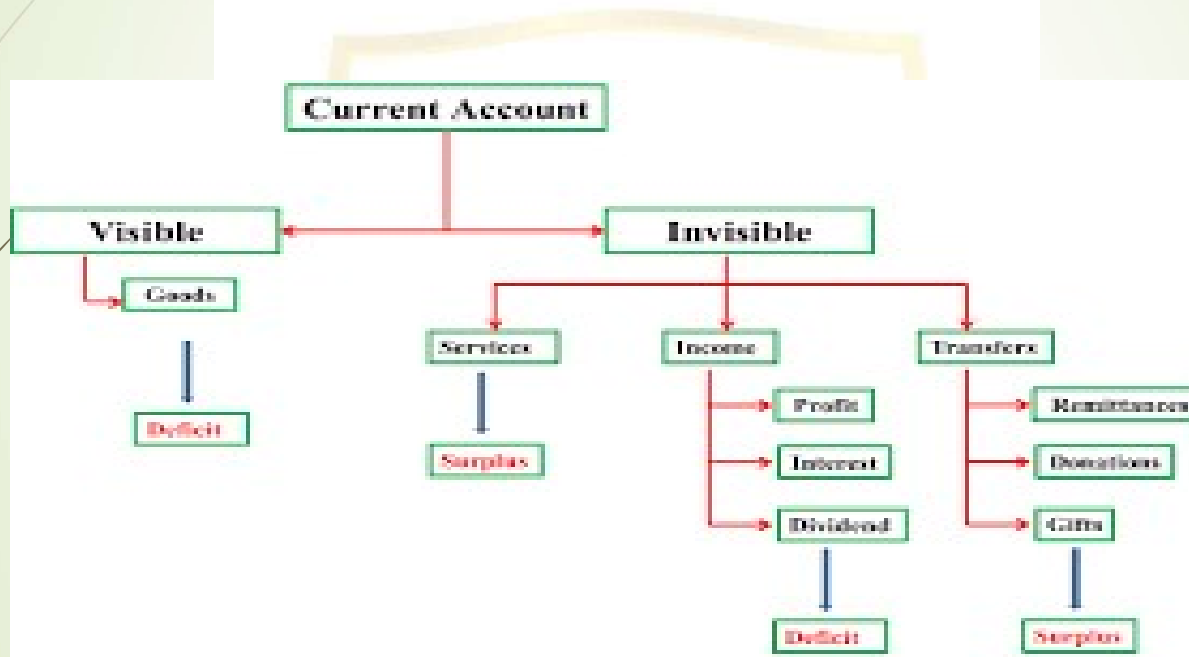 Current Account
Visible
Invisible
Goods
Services
Income
Transfers
Deficit
Surplus
Profit
Interest
Dividend
Remittances
Donations
Gifts
Deficit
Surplus